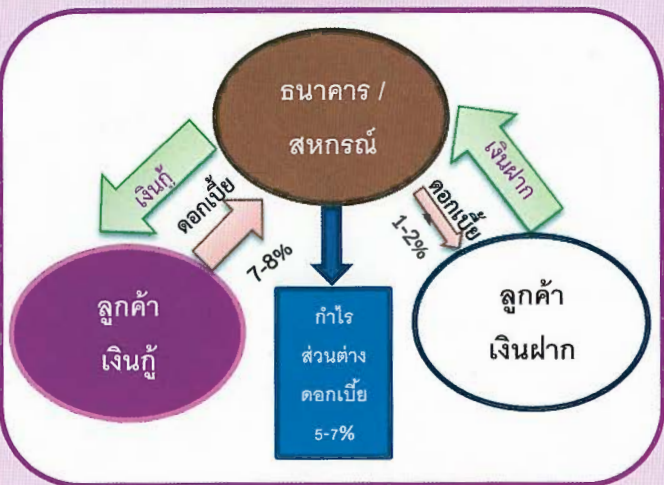 ธนาคาร /
สหกรณ์
เงินกู้
ดอกเบี้ย
7-8%
ดอกเบี้ย
1-2%
เงินฝาก
ลูกค้า
เงินกู้
กำไร
ส่วนต่าง
ดอกเบี้ย
5-7%
ลูกค้า
เงินฝาก